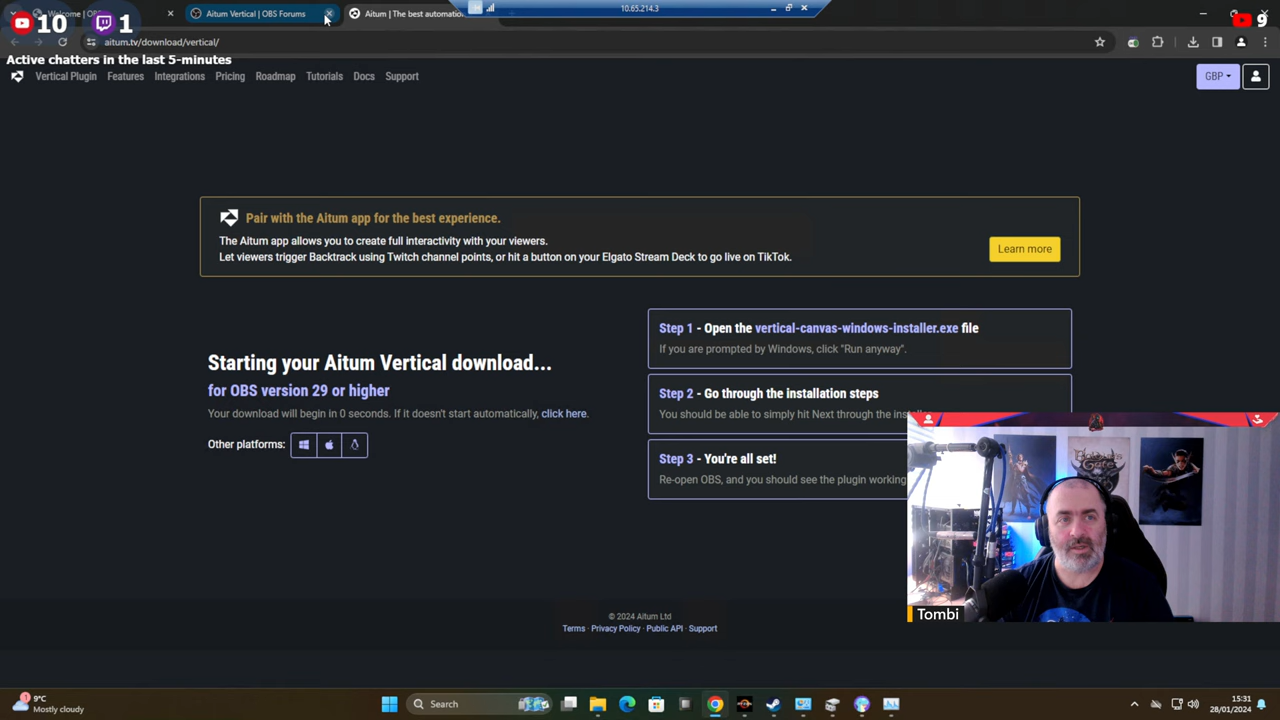 Welcome | OB
Aitum Vertical | OBS Forums
Aitum | The best automatio
10.65.214.3
10
1
9
aitum.tv/download/vertical/
Active chatters in the last 5-minutes
Vertical Plugin Features Integrations Pricing Roadmap Tutorials Docs Support
GBP
Pair with the Aitum app for the best experience.
The Aitum app allows you to create full interactivity with your viewers.
Let viewers trigger Backtrack using Twitch channel points, or hit a button on your Elgato Stream Deck to go live on TikTok.
Learn more
Starting your Aitum Vertical download...
for OBS version 29 or higher
Your download will begin in 0 seconds. If it doesn't start automatically, click here.
Other platforms:
Step 1 - Open the vertical-canvas-windows-installer.exe file
If you are prompted by Windows, click "Run anyway".
Step 2 - Go through the installation steps
You should be able to simply hit Next through the
Step 3 - You're all set!
Re-open OBS, and you should see the plugin working
Tombi
© 2024 Aitum Ltd
Terms · Privacy Policy · Public API · Support
1
9°C
Mostly cloudy
Search
15:31
28/01/2024